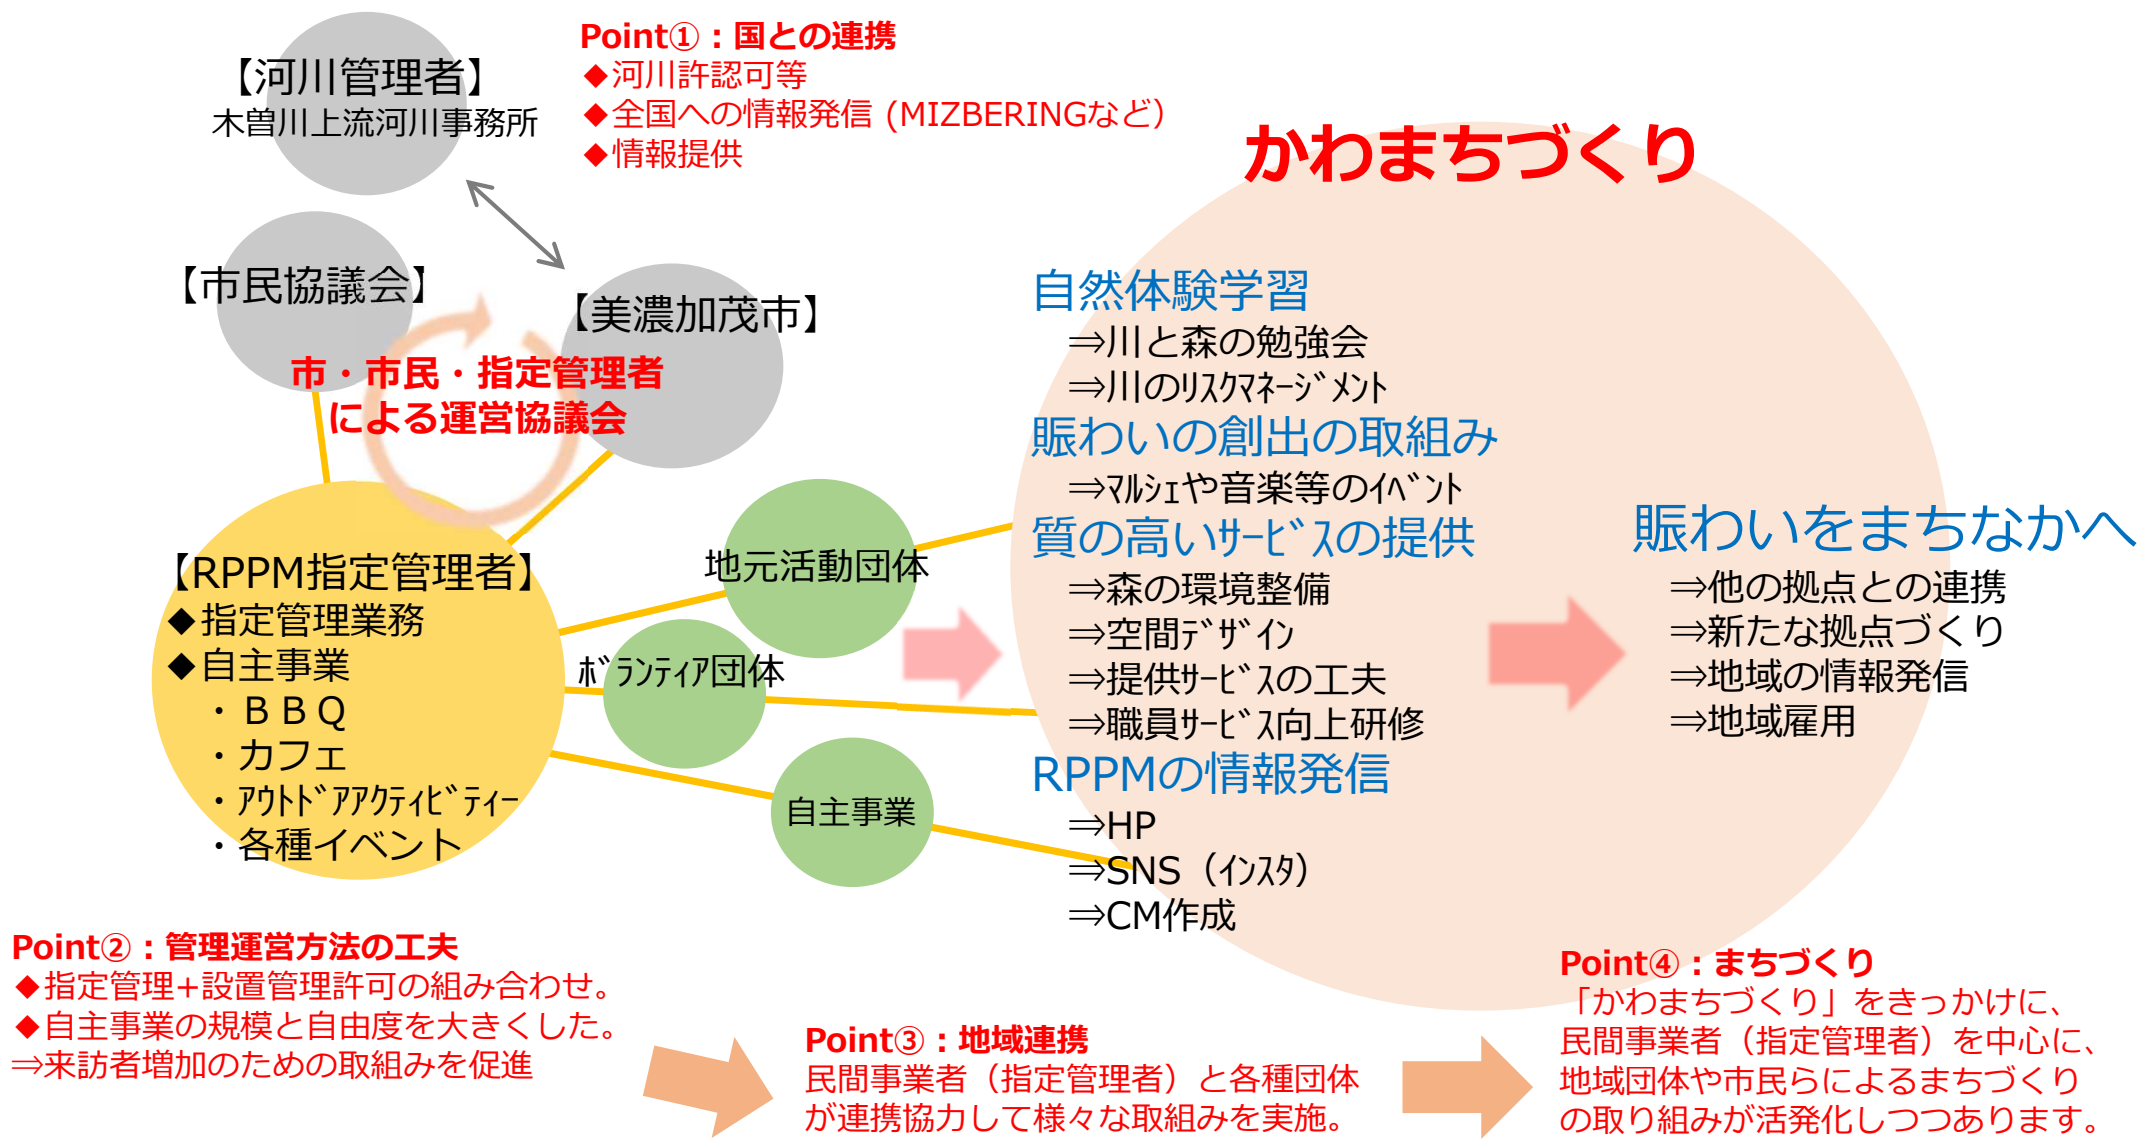 【河川管理者】
木曽川上流河川事務所
Point①：国との連携
◆河川許認可等
◆全国への情報発信 (MIZBERINGなど）
◆情報提供
【市民協議会】
【美濃加茂市】
市・市民・指定管理者
による運営協議会
【RPPM指定管理者】
◆指定管理業務
◆自主事業
・ＢＢＱ
・カフェ
・ｱｳﾄﾄﾞｱｱｸﾃｨﾋﾞﾃｨｰ
・各種イベント
地元活動団体
ﾎﾞﾗﾝﾃｨｱ団体
自主事業
かわまちづくり
自然体験学習
⇒川と森の勉強会
⇒川のﾘｽｸﾏﾈｰｼﾞﾒﾝﾄ
賑わいの創出の取組み
⇒ﾏﾙｼｪや音楽等のｲﾍﾞﾝﾄ
質の高いｻｰﾋﾞｽの提供
⇒森の環境整備
⇒空間ﾃﾞｻﾞｲﾝ
⇒提供ｻｰﾋﾞｽの工夫
⇒職員ｻｰﾋﾞｽ向上研修
RPPMの情報発信
⇒HP
⇒SNS（ｲﾝｽﾀ）
⇒CM作成
賑わいをまちなかへ
⇒他の拠点との連携
⇒新たな拠点づくり
⇒地域の情報発信
⇒地域雇用
Point②：管理運営方法の工夫
◆指定管理+設置管理許可の組み合わせ。
◆自主事業の規模と自由度を大きくした。
⇒来訪者増加のための取組みを促進
Point③：地域連携
民間事業者（指定管理者）と各種団体
が連携協力して様々な取組みを実施。
Point④：まちづくり
「かわまちづくり」をきっかけに、
民間事業者（指定管理者）を中心に、
地域団体や市民らによるまちづくり
の取り組みが活発化しつつあります。